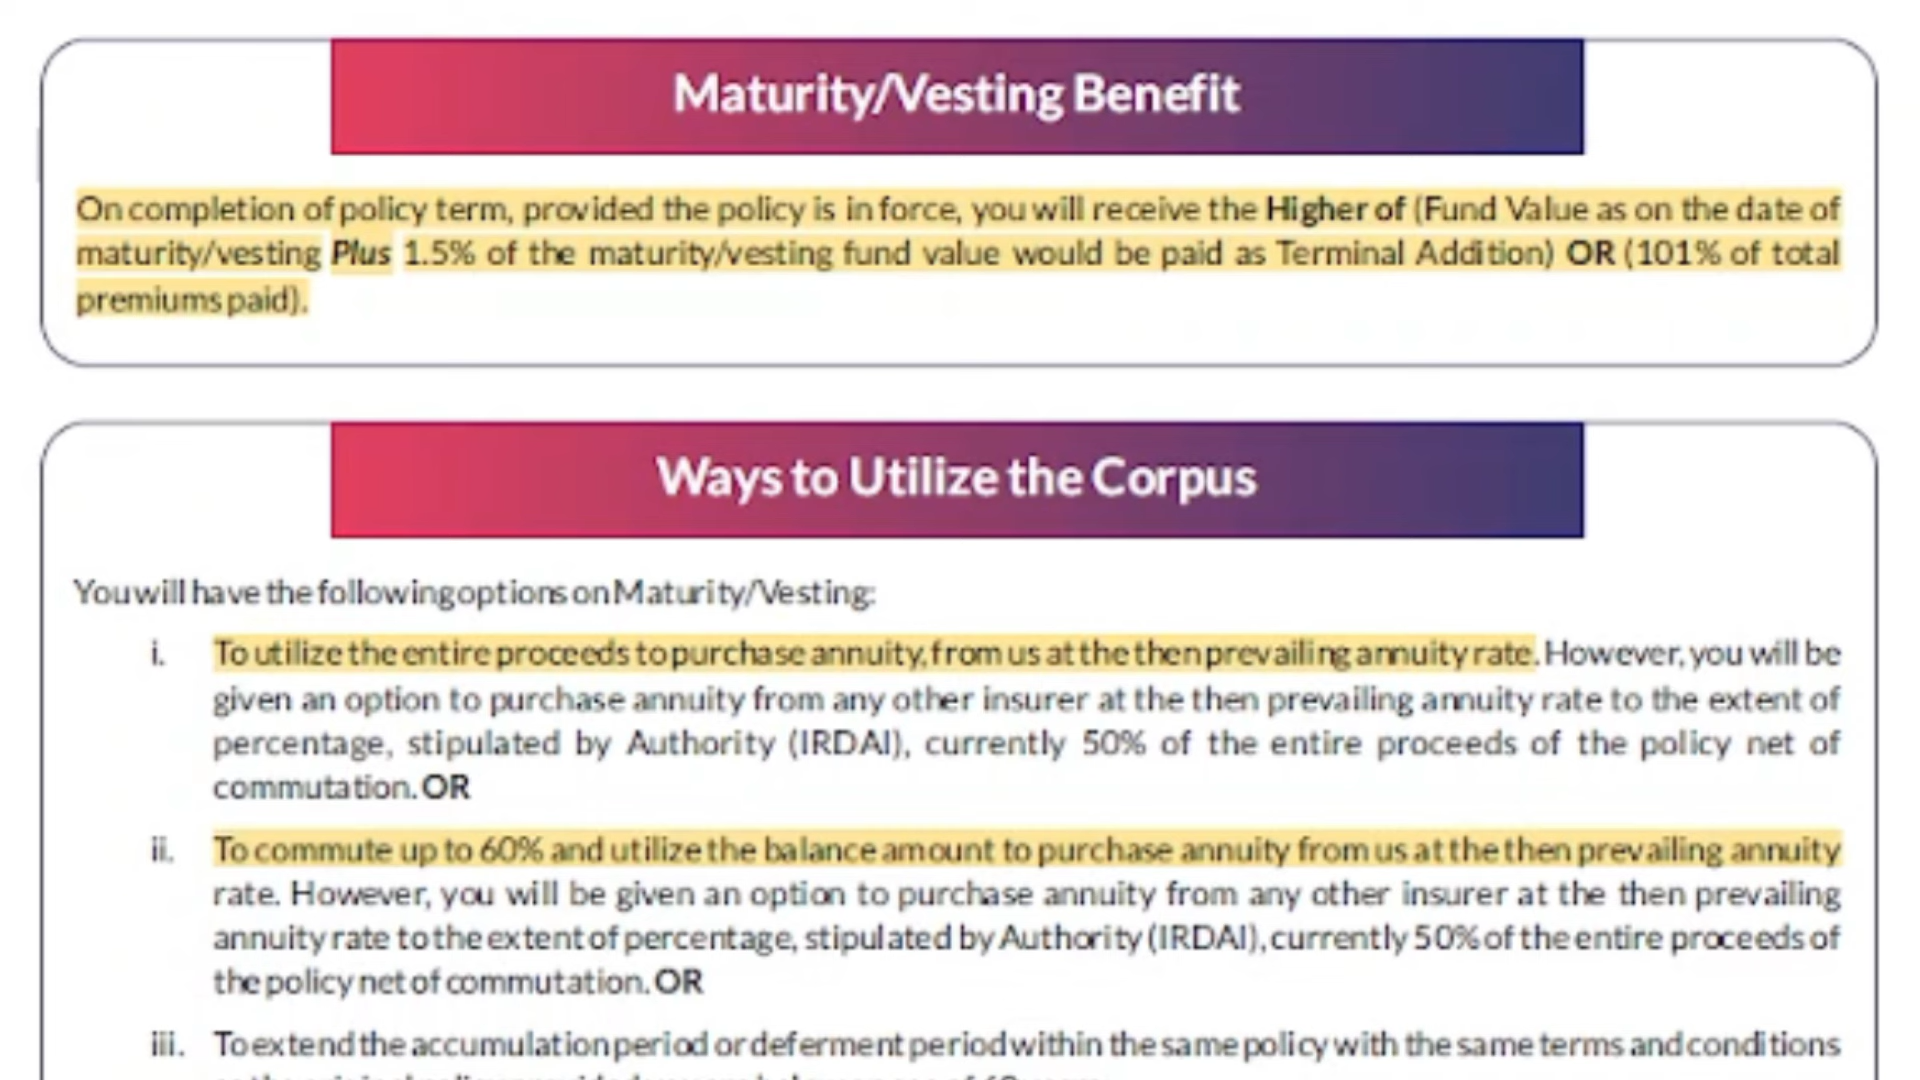 Maturity/Vesting Benefit
On completion of policy term, provided the policy is in force, you will receive the Higher of (Fund Value as on the date of
maturity/vesting Plus 1.5% of the maturity/vesting fund value would be paid as Terminal Addition) OR (101% of total
premiums paid).
Ways to Utilize the Corpus
You will have the following options on Maturity/Vesting:
i. To utilize the entire proceeds to purchase annuity, from us at the then prevailing annuity rate. However, you will be
given an option to purchase annuity from any other insurer at the then prevailing annuity rate to the extent of
percentage, stipulated by Authority (IRDAI), currently 50% of the entire proceeds of the policy net of
commutation. OR
ii. To commute up to 60% and utilize the balance amount to purchase annuity from us at the then prevailing annuity
rate. However, you will be given an option to purchase annuity from any other insurer at the then prevailing
annuity rate to the extent of percentage, stipulated by Authority (IRDAI), currently 50% of the entire proceeds of
the policy net of commutation. OR
iii. To extend the accumulation period or deferment period within the same policy with the same terms and conditions